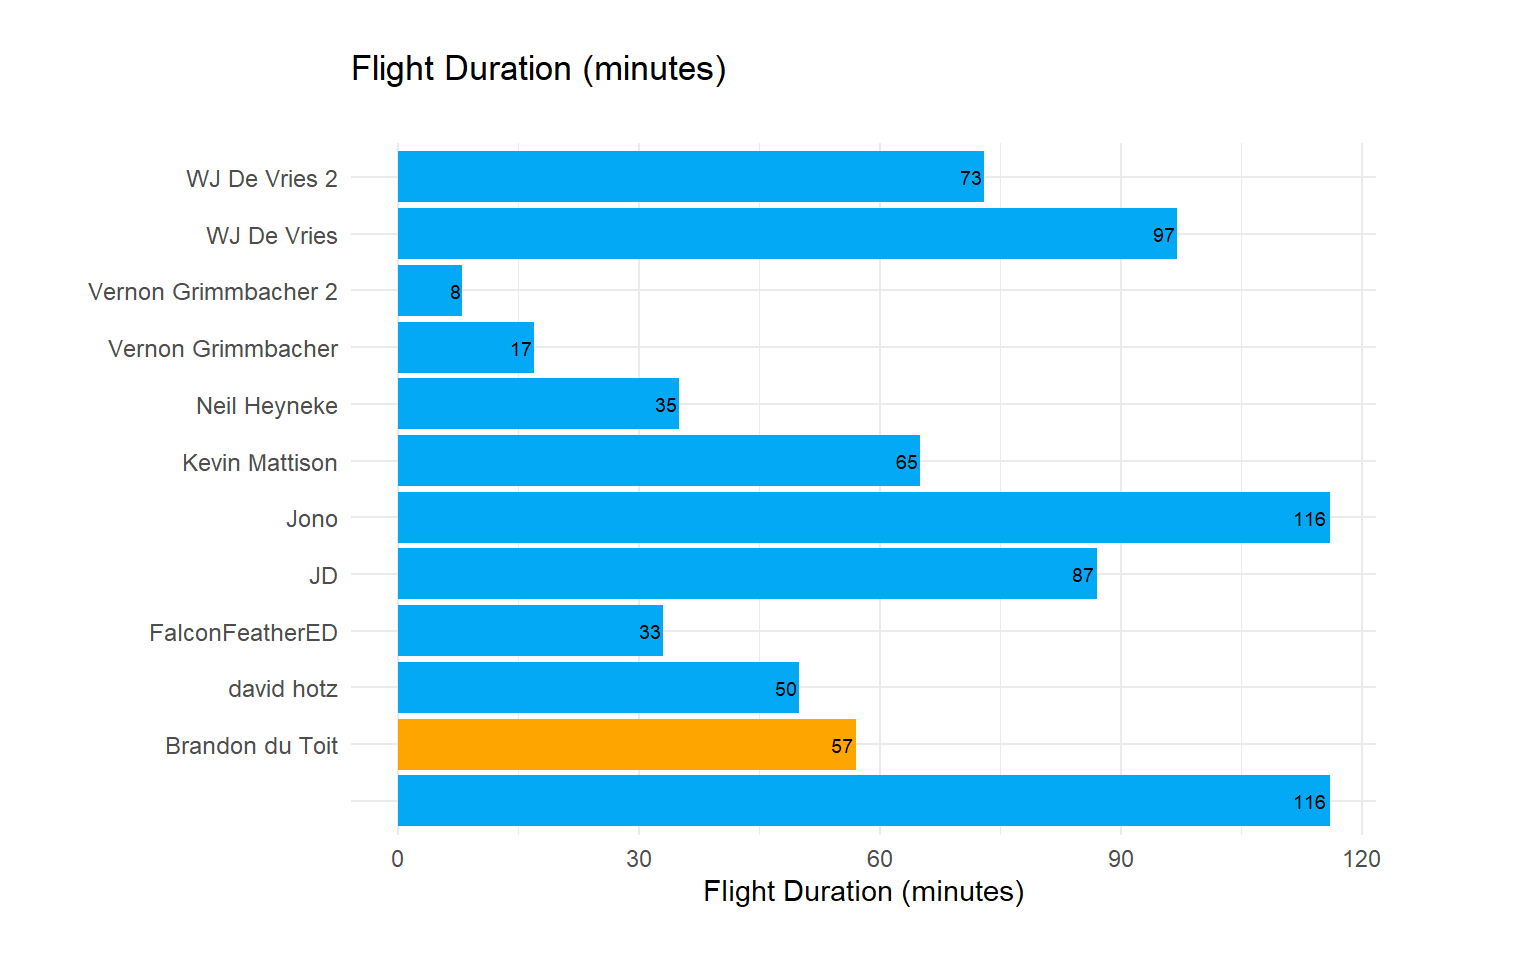 Flight Duration (minutes)
WJ De Vries 2 73
WJ De Vries 97
Vernon Grimmbacher 2 8
Vernon Grimmbacher 17
Neil Heyneke 35
Kevin Mattison 65
Jono 116
JD 87
FalconFeatherED 33
david hotz 50
Brandon du Toit 57
116
0 30 60 90 120
Flight Duration (minutes)